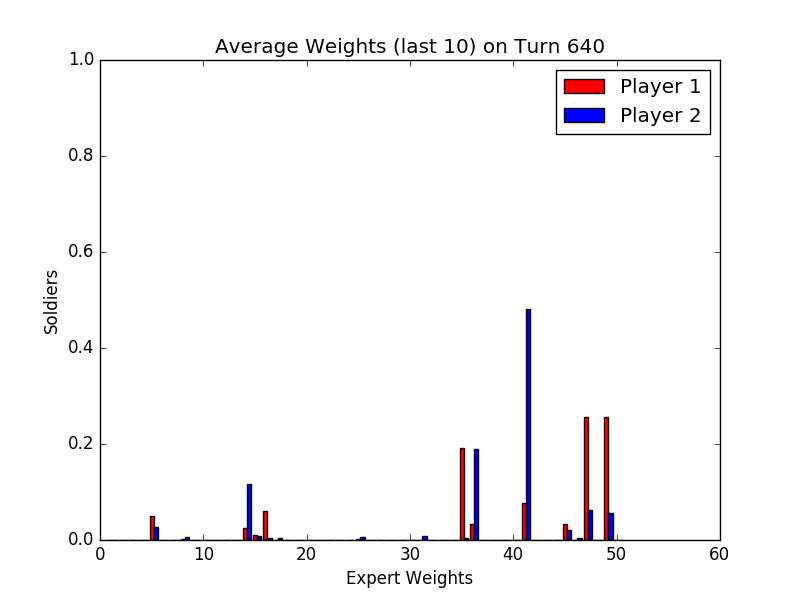 Average Weights (last 10) on Turn 640
1.0
Player 1
Player 2
0.8
0.6
Soldiers
0.4
0.2
0.0
0 10 20 30 40 50 60
Expert Weights